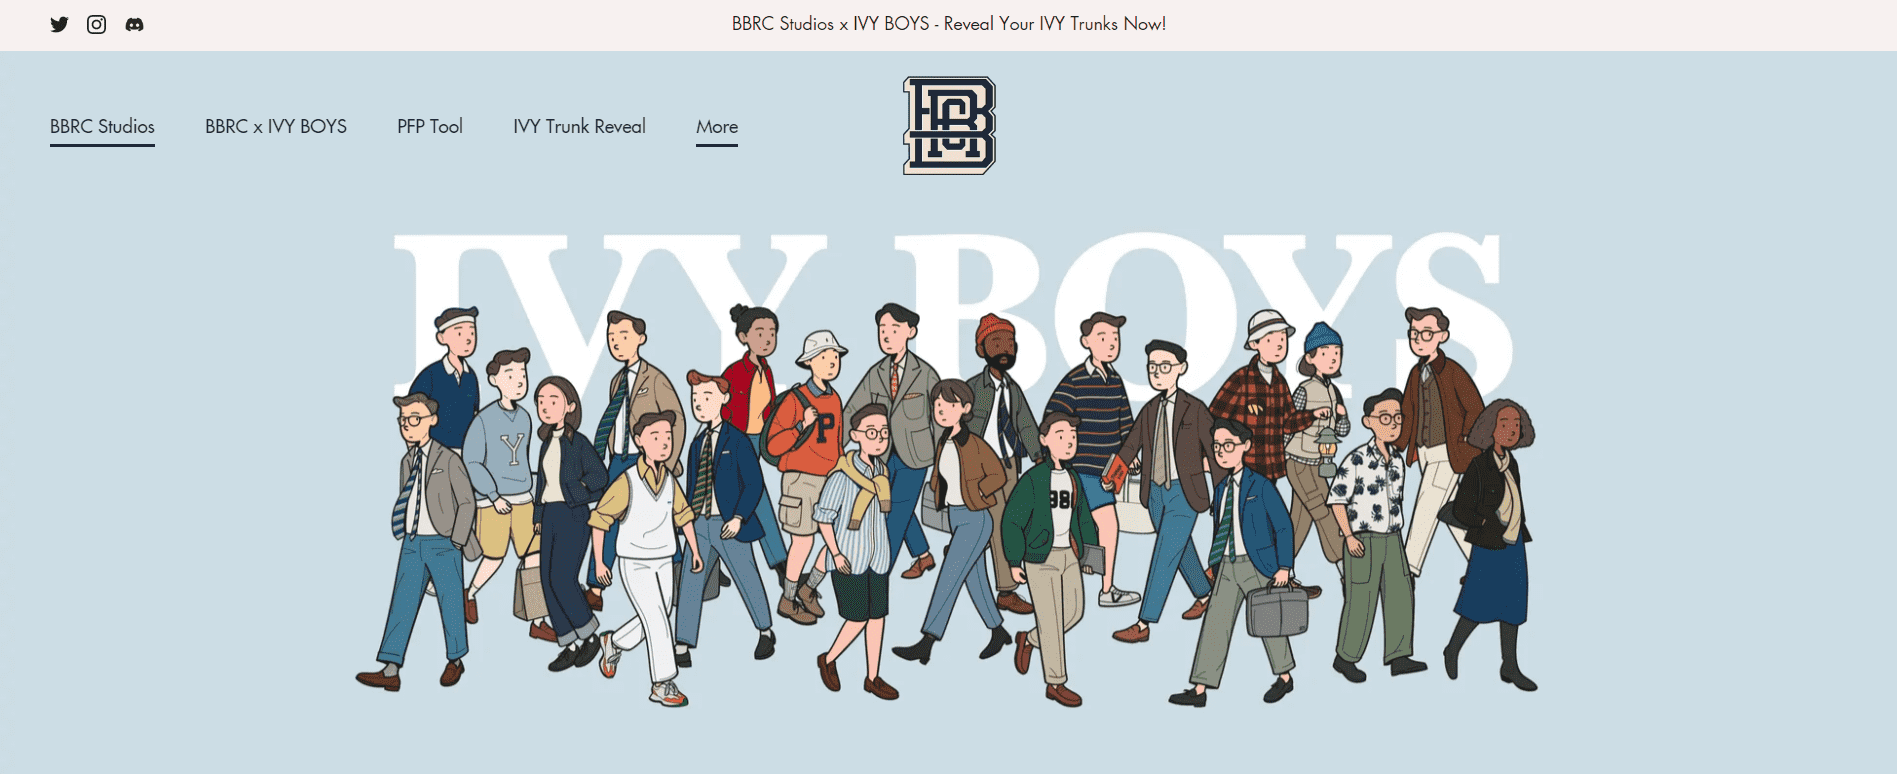 BBRC Studios x IVY BOYS - Reveal Your IVY Trunks Now!
BBRC Studios BBRC x IVY BOYS PFP Tool IVY Trunk Reveal More
IVY BOYS
Y
P